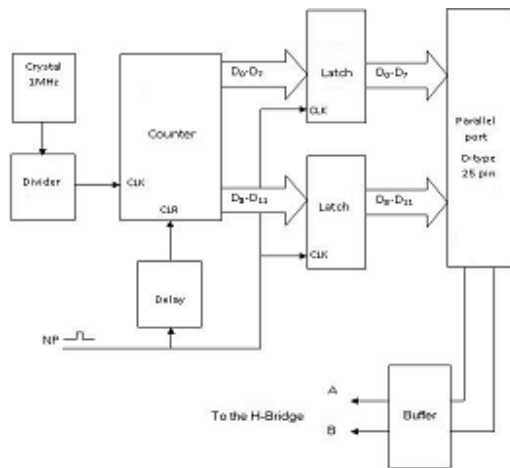 Crystal
1MHz
Divider
Counter
CLK
CLR
Delay
NP
D0-D7
Latch
CLK
D0-D7
D8-D11
Latch
CLK
D8-D11
Parallel
port
D-type
25 pin
A
To the H-Bridge
B
Buffer